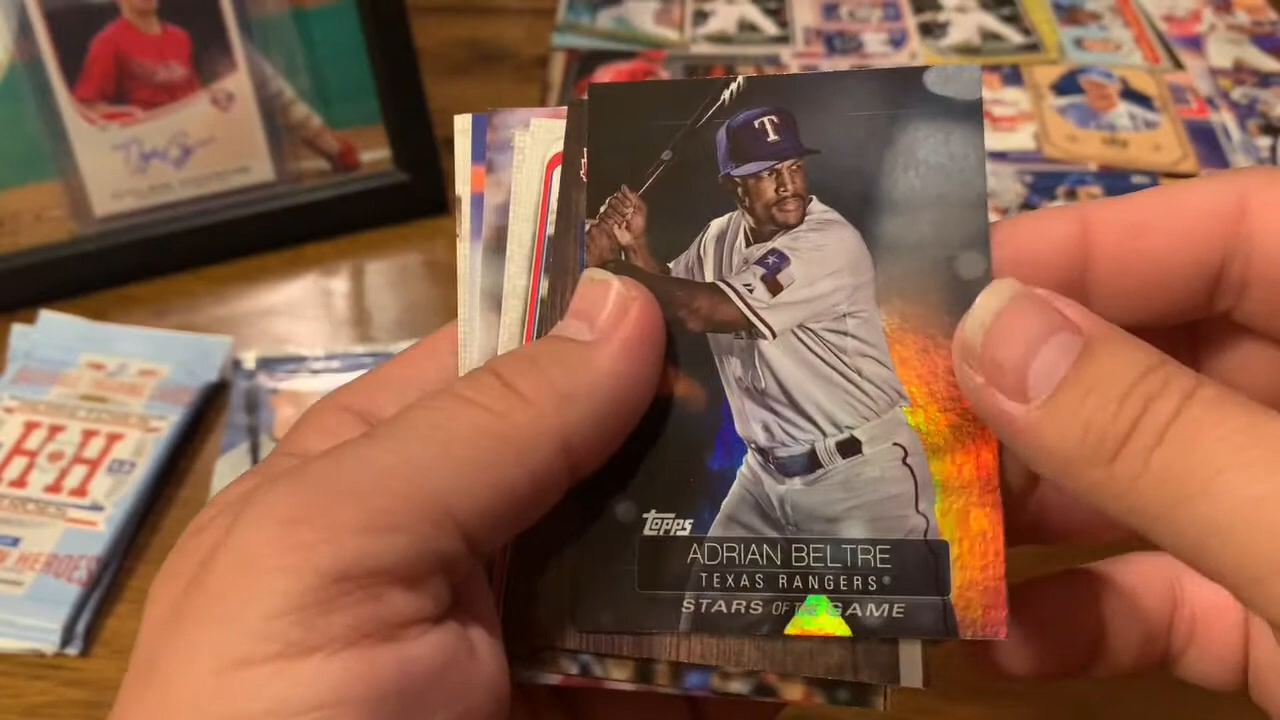 T
Topps
ADRIAN BELTRE
TEXAS RANGERS®
STARS OF THE GAME
H·H
HEROES